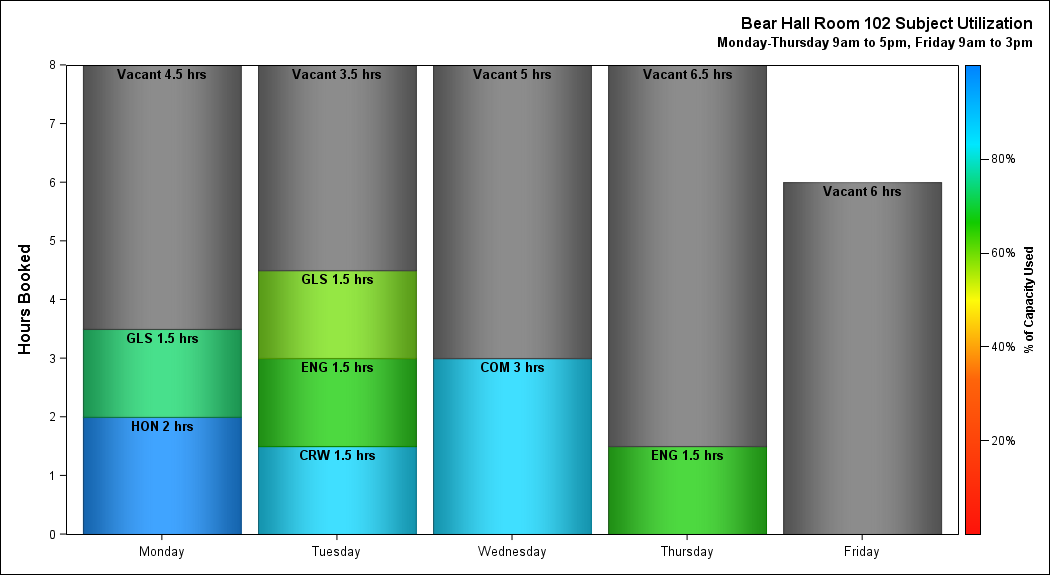 Bear Hall Room 102 Subject Utilization
Monday-Thursday 9am to 5pm, Friday 9am to 3pm
Hours Booked
8
7
6
5
4
3
2
1
0
Vacant 4.5 hrs
GLS 1.5 hrs
HON 2 hrs
Vacant 3.5 hrs
GLS 1.5 hrs
ENG 1.5 hrs
CRW 1.5 hrs
Vacant 5 hrs
COM 3 hrs
Vacant 6.5 hrs
ENG 1.5 hrs
Vacant 6 hrs
Monday
Tuesday
Wednesday
Thursday
Friday
80%
60%
40%
20%
% of Capacity Used